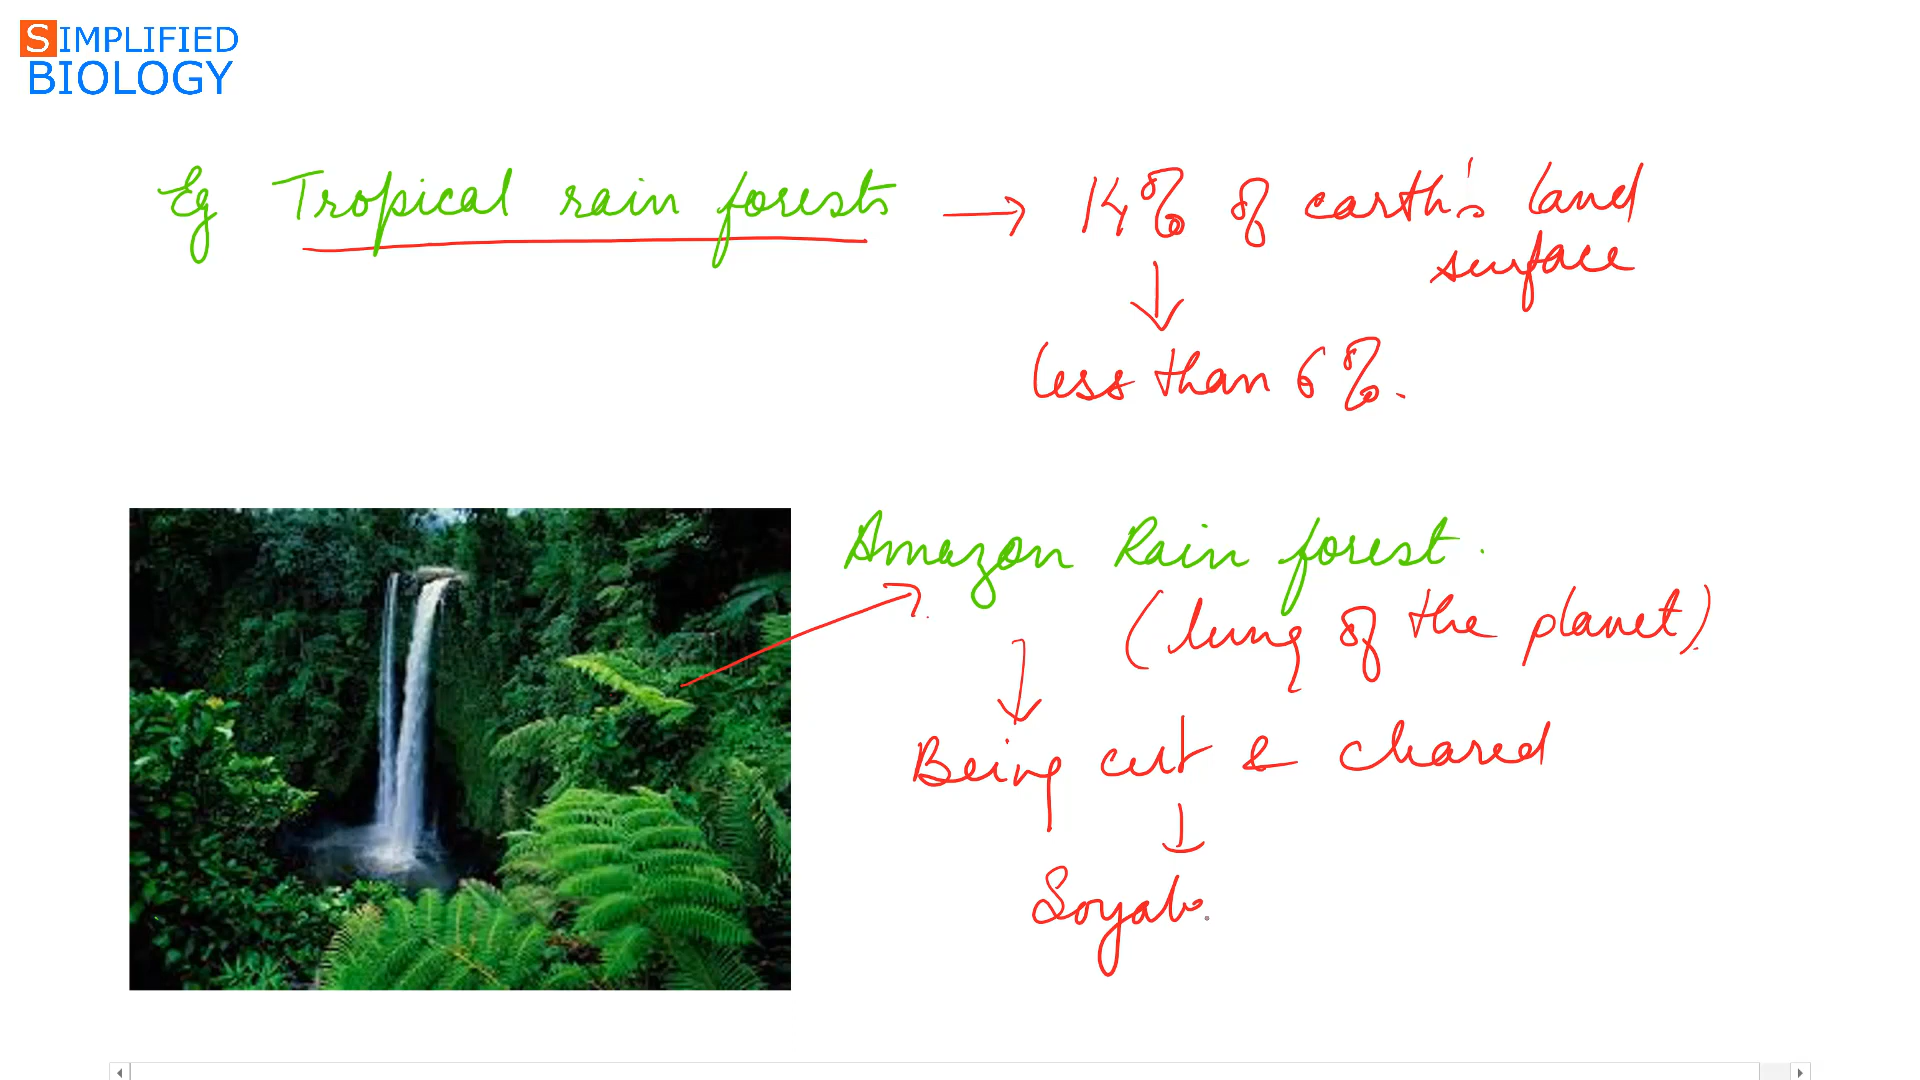 SIMPLIFIED
BIOLOGY
Eg Tropical rain forests → 14% of earth's land
surface
↓
less than 6%.
Amazon Rain forest.
(lung of the planet)
↓
Being cut & cleared
↓
Soyab